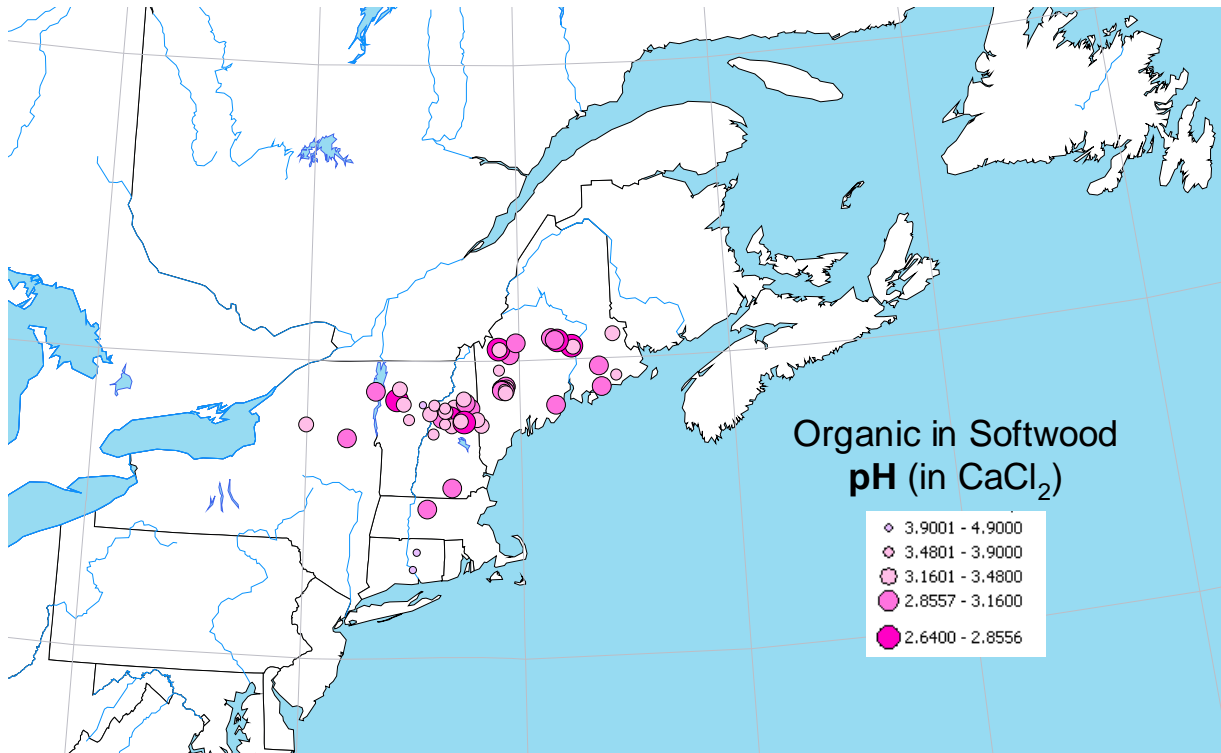 Organic in Softwood
pH (in CaCl₂)
3.9001 - 4.9000
3.4801 - 3.9000
3.1601 - 3.4800
2.8557 - 3.1600
2.6400 - 2.8556